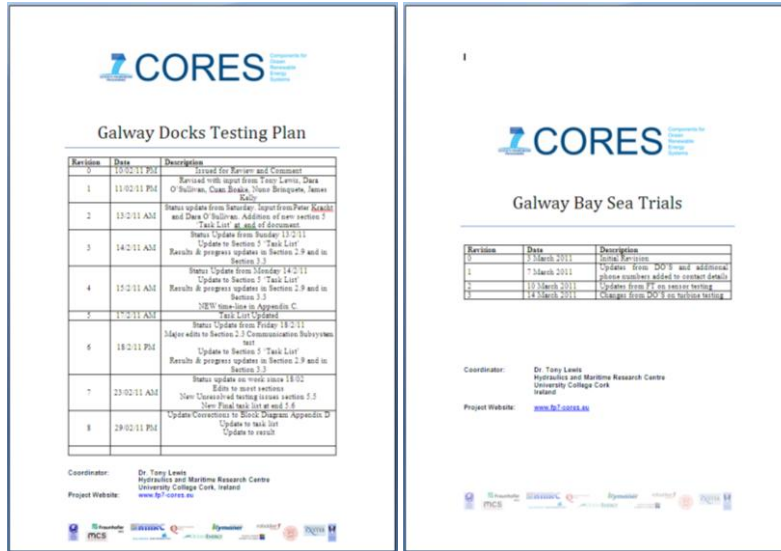 CORES
Components for
Ocean
Renewable
Energy
Systems
Galway Docks Testing Plan
Revision Date Description
0 10/02/11 PM Issued for Review and Comment
1 11/02/11 PM Revised with input from Tony Lewis, Dara
O'Sullivan, Cuan Boake, Nuno Brinquete, James
Kelly
2 13/2/11 AM Status update from Saturday. Input from Peter Kracht
and Dara O'Sullivan. Addition of new section 5
'Task List' at end of document.
3 14/2/11 AM Status Update from Sunday 13/2/11
Update to Section 5 'Task List'
Results & progress updates in Section 2.9 and in
Section 3.3
4 15/2/11 AM Status Update from Monday 14/2/11
Update to Section 5 'Task List'
Results & progress updates in Section 2.9 and in
Section 3.3
NEW time-line in Appendix C.
5 17/2/11 AM Task List Updated
6 18/2/11 PM Status Update from Friday 18/2/11
Major edits to Section 2.3 Communication Subsystem
test
Update to Section 5 'Task List'
Results & progress updates in Section 2.9 and in
Section 3.3
7 23/02/11 AM Status update on work since 18/02
Edits to most sections
New Unresolved testing issues section 5.5
New Final task list at end 5.6
8 29/02/11 PM Update/Corrections to Block Diagram Appendix D
Update to task list
Update to result
Coordinator: Dr. Tony Lewis
Hydraulics and Maritime Research Centre
University College Cork, Ireland
Project Website: www.fp7-cores.eu
Fraunhofer
HMRC
mcs
CORES
Components for
Ocean
Renewable
Energy
Systems
Galway Bay Sea Trials
Revision Date Description
0 3 March 2011 Initial Revision
1 7 March 2011 Updates from DO'S and additional
phone numbers added to contact details
2 10 March 2011 Updates from FT on sensor testing
3 14 March 2011 Changes from DO'S on turbine testing
Coordinator: Dr. Tony Lewis
Hydraulics and Maritime Research Centre
University College Cork
Ireland
Project Website: www.fp7-cores.eu
mcs